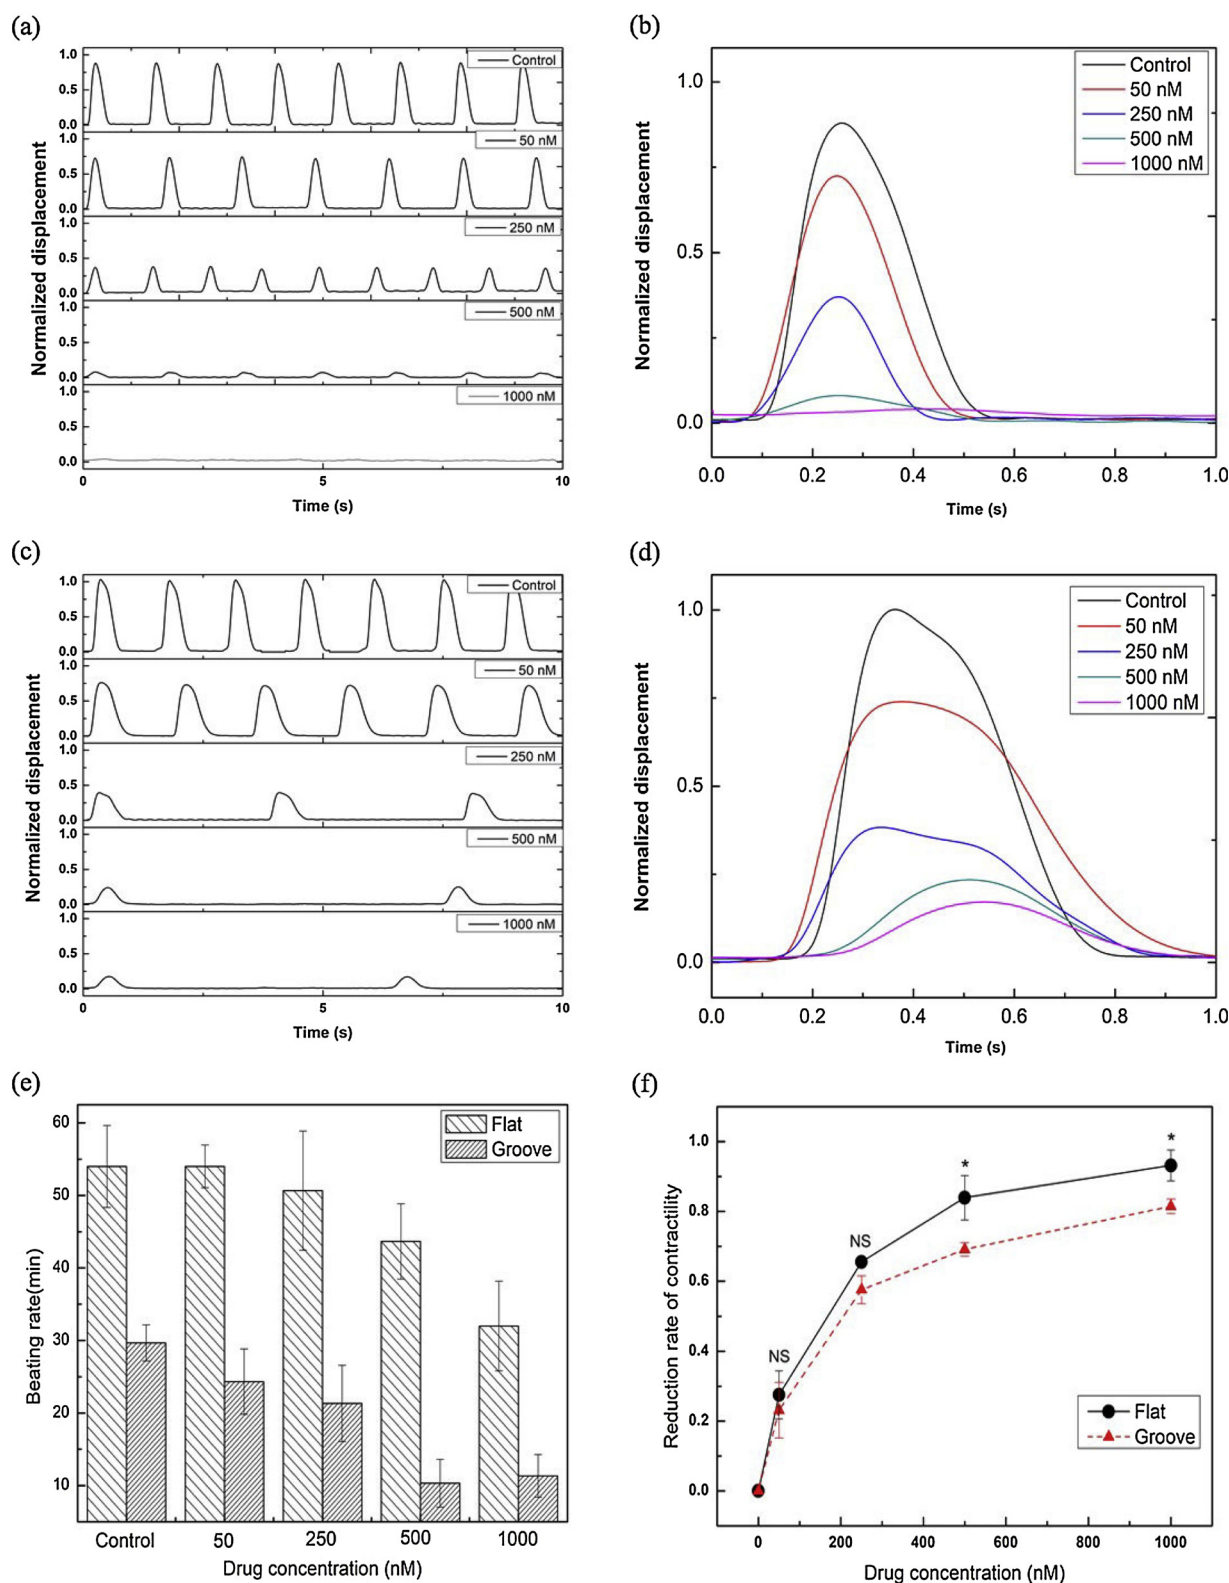 (a)
Normalized displacement
1.0
0.5
0.0
Control
1.0
0.5
0.0
50 nM
1.0
0.5
0.0
250 nM
1.0
0.5
0.0
500 nM
1.0
0.5
0.0
1000 nM
0 5 10
Time (s)
(b)
Normalized displacement
1.0
0.5
0.0
Control
50 nM
250 nM
500 nM
1000 nM
0.0 0.2 0.4 0.6 0.8 1.0
Time (s)
(c)
Normalized displacement
1.0
0.5
0.0
Control
1.0
0.5
0.0
50 nM
1.0
0.5
0.0
250 nM
1.0
0.5
0.0
500 nM
1.0
0.5
0.0
1000 nM
0 5 10
Time (s)
(d)
Normalized displacement
1.0
0.5
0.0
Control
50 nM
250 nM
500 nM
1000 nM
0.0 0.2 0.4 0.6 0.8 1.0
Time (s)
(e)
Beating rate(min)
60
50
40
30
20
10
Flat
Groove
Control 50 250 500 1000
Drug concentration (nM)
(f)
Reduction rate of contractility
1.0
0.8
0.6
0.4
0.2
0.0
NS
NS
*
*
Flat
Groove
0 200 400 600 800 1000
Drug concentration (nM)